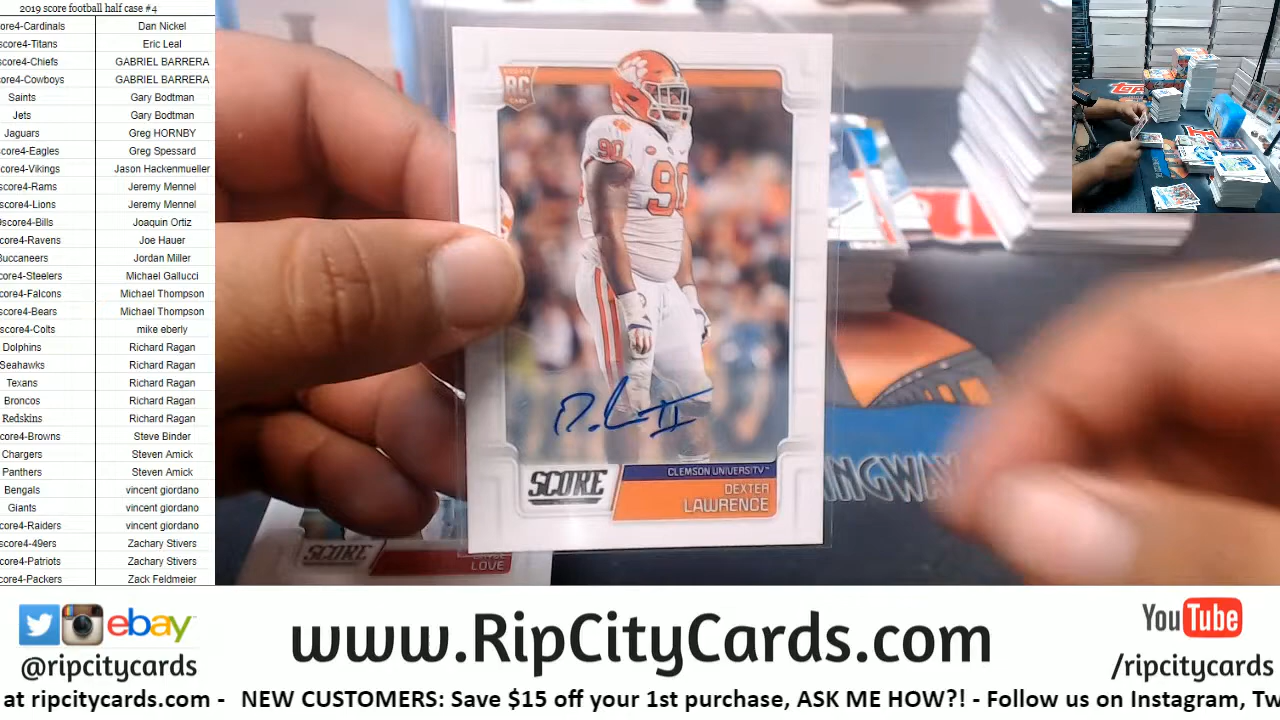 2019 score football half case #4
ore4-Cardinals Dan Nickel
score4-Titans Eric Leal
core4-Chiefs GABRIEL BARRERA
ore4-Cowboys GABRIEL BARRERA
Saints Gary Bodtman
Jets Gary Bodtman
Jaguars Greg HORNBY
core4-Eagles Greg Spessard
core4-Vikings Jason Hackenmueller
score4-Rams Jeremy Mennel
score4-Lions Jeremy Mennel
score4-Bills Joaquin Ortiz
core4-Ravens Joe Hauer
uccaneers Jordan Miller
ore4-Steelers Michael Gallucci
ore4-Falcons Michael Thompson
core4-Bears Michael Thompson
score4-Colts mike eberly
Dolphins Richard Ragan
Seahawks Richard Ragan
Texans Richard Ragan
Broncos Richard Ragan
Redskins Richard Ragan
core4-Browns Steve Binder
Chargers Steven Amick
Panthers Steven Amick
Bengals vincent giordano
Giants vincent giordano
core4-Raiders vincent giordano
score4-49ers Zachary Stivers
core4-Patriots Zachary Stivers
ore4-Packers Zack Feldmeier
RC
90
90
D.L II
SCORE
CLEMSON UNIVERSITY
DEXTER
LAWRENCE
SCORE
LOVE
INGWAY
ebay
@ripcitycards
www.RipCityCards.com
YouTube
/ripcitycards
at ripcitycards.com - NEW CUSTOMERS: Save $15 off your 1st purchase, ASK ME HOW?! - Follow us on Instagram, Tw